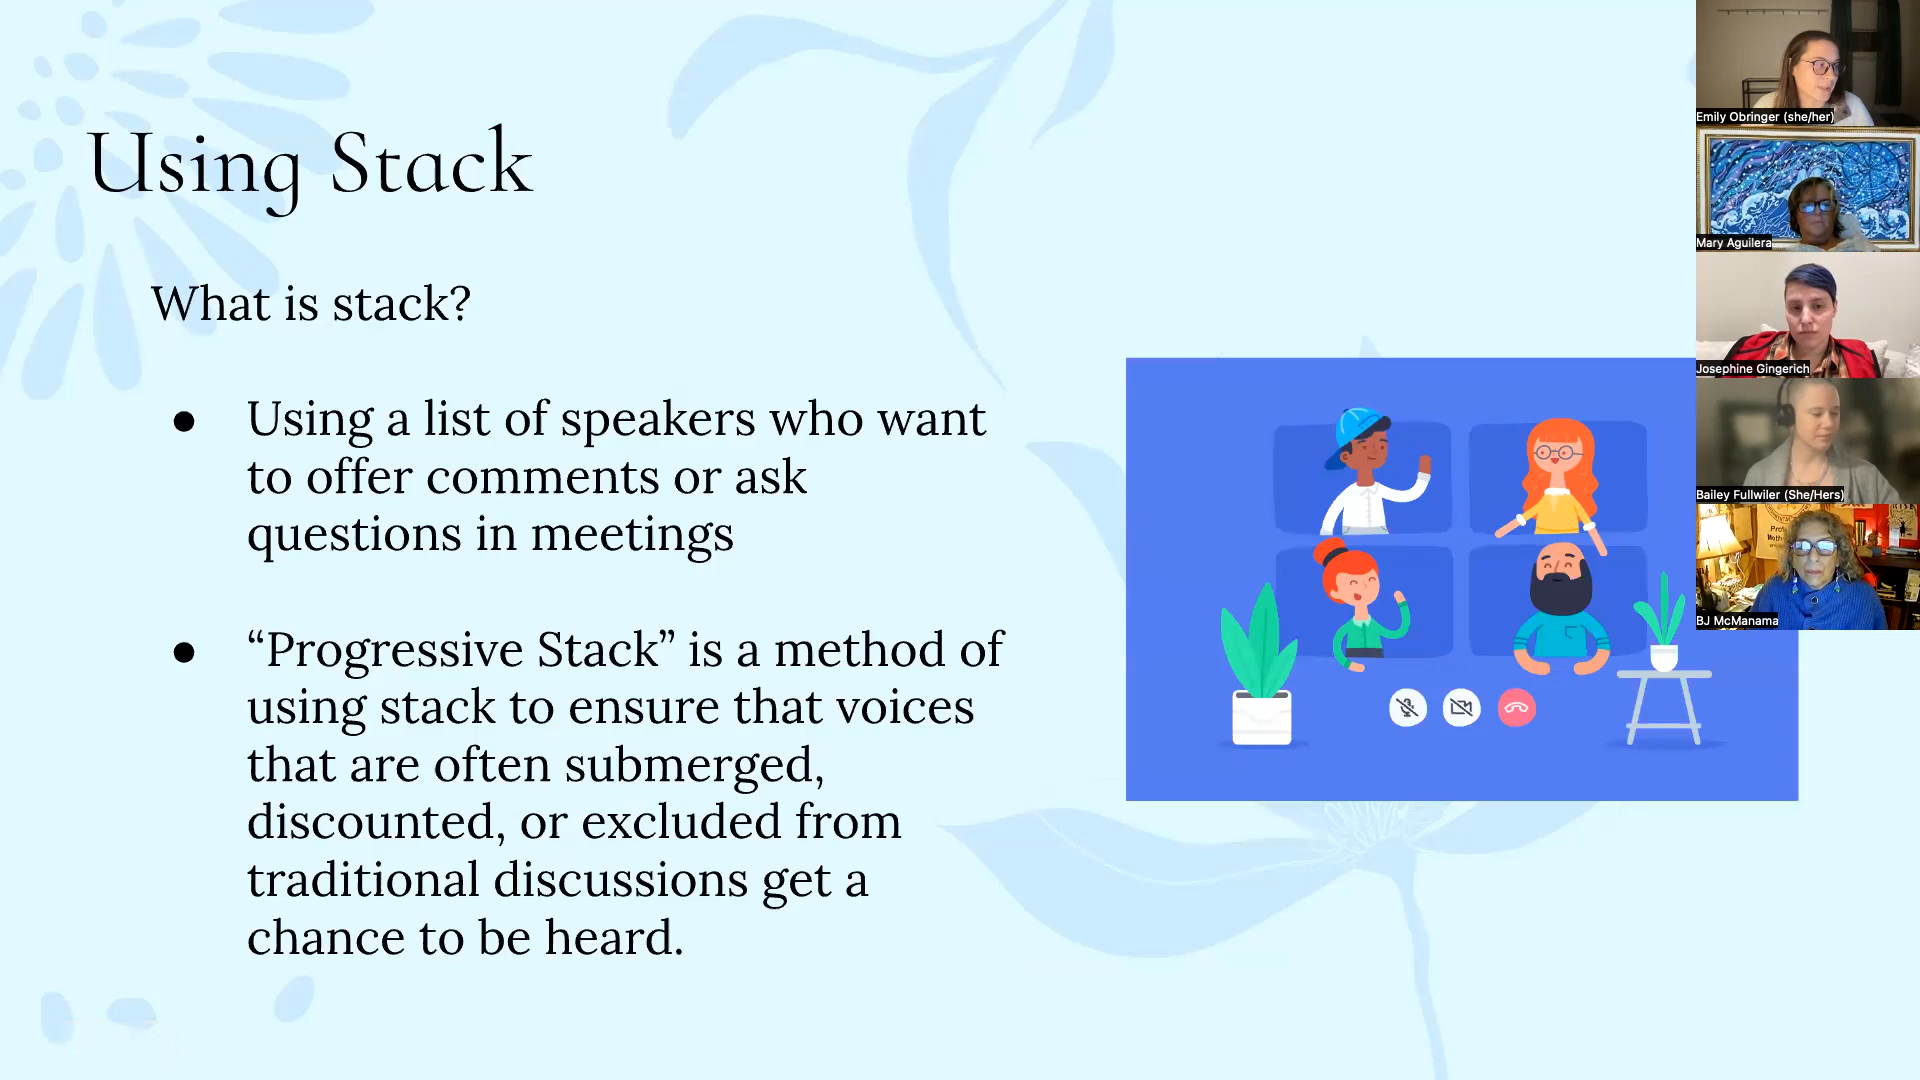 Using Stack
What is stack?
● Using a list of speakers who want
to offer comments or ask
questions in meetings
● “Progressive Stack” is a method of
using stack to ensure that voices
that are often submerged,
discounted, or excluded from
traditional discussions get a
chance to be heard.
Emily Obringer (she/her)
Mary Aguilera
Josephine Gingerich
Bailey Fullwiler (She/Hers)
BJ McManama